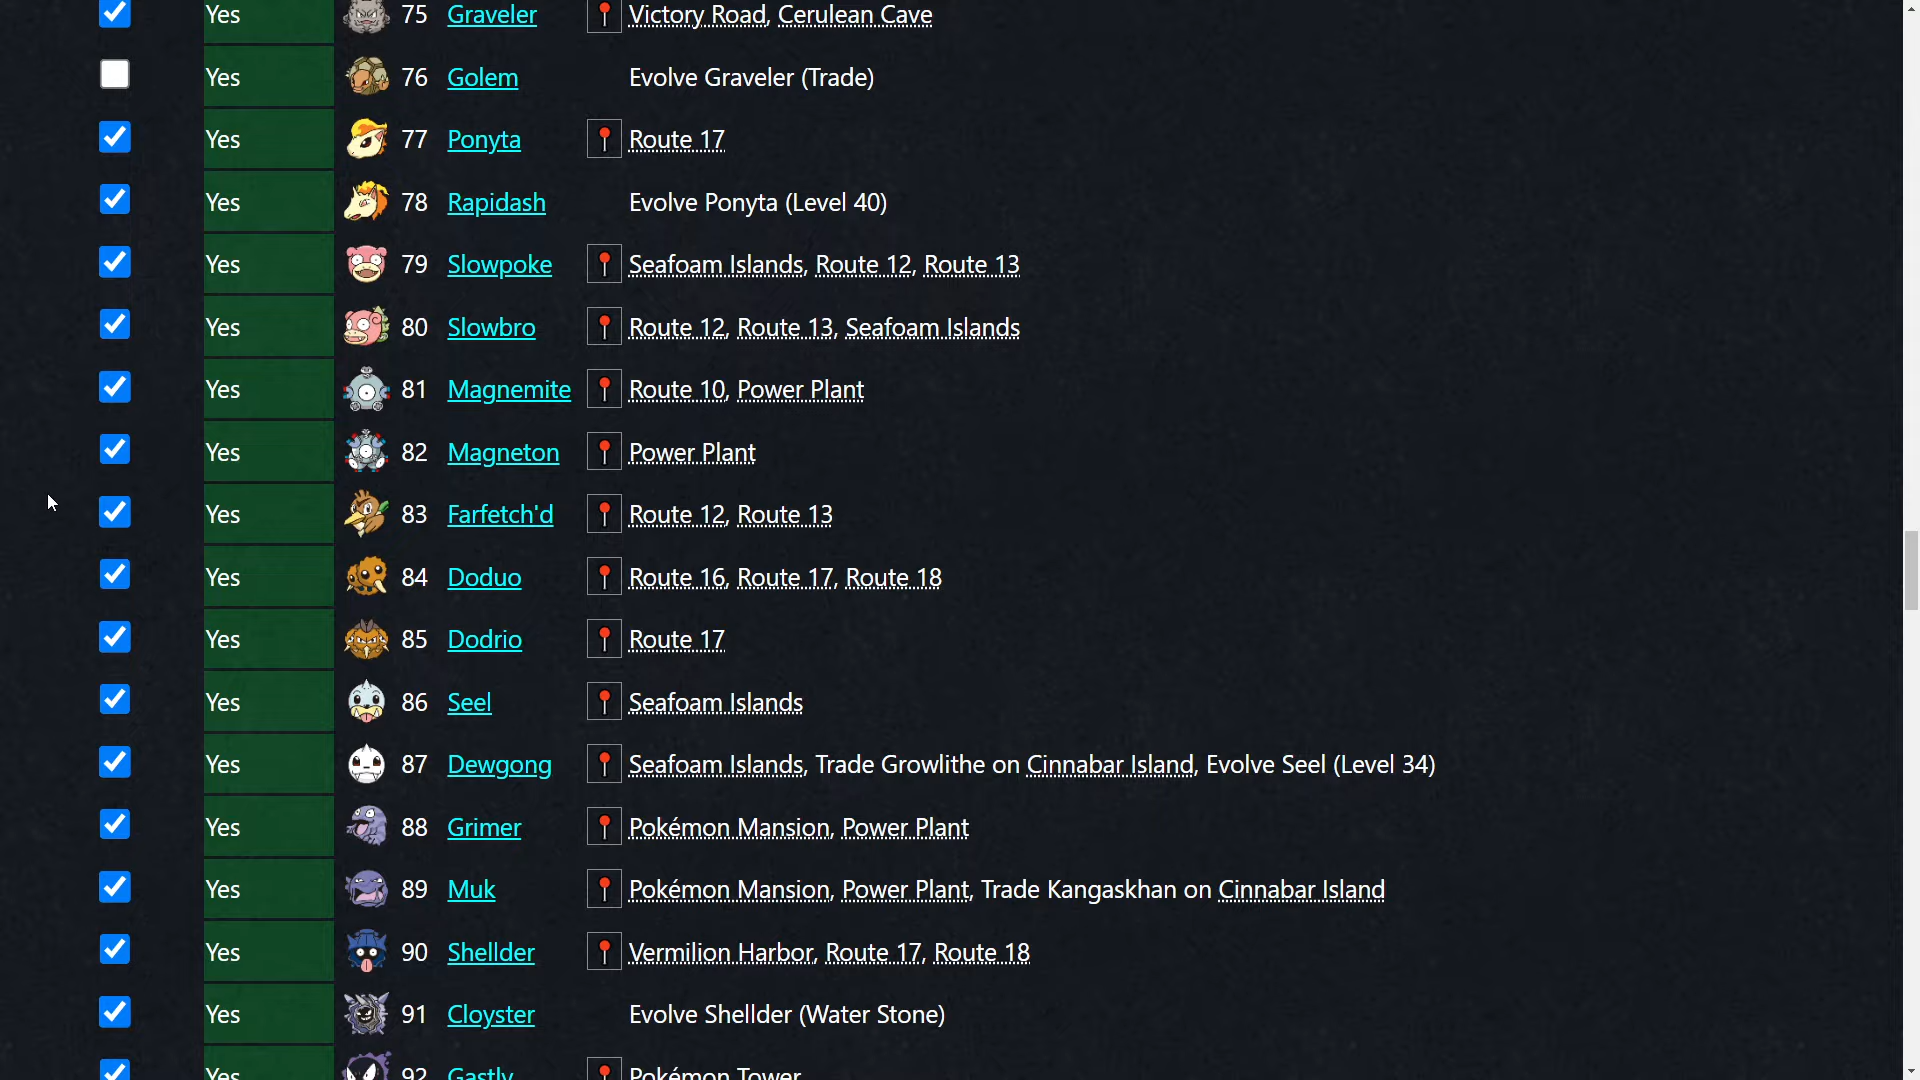 Yes 75 Graveler Victory Road, Cerulean Cave
Yes 76 Golem Evolve Graveler (Trade)
Yes 77 Ponyta Route 17
Yes 78 Rapidash Evolve Ponyta (Level 40)
Yes 79 Slowpoke Seafoam Islands, Route 12, Route 13
Yes 80 Slowbro Route 12, Route 13, Seafoam Islands
Yes 81 Magnemite Route 10, Power Plant
Yes 82 Magneton Power Plant
Yes 83 Farfetch'd Route 12, Route 13
Yes 84 Doduo Route 16, Route 17, Route 18
Yes 85 Dodrio Route 17
Yes 86 Seel Seafoam Islands
Yes 87 Dewgong Seafoam Islands, Trade Growlithe on Cinnabar Island, Evolve Seel (Level 34)
Yes 88 Grimer Pokémon Mansion, Power Plant
Yes 89 Muk Pokémon Mansion, Power Plant, Trade Kangaskhan on Cinnabar Island
Yes 90 Shellder Vermilion Harbor, Route 17, Route 18
Yes 91 Cloyster Evolve Shellder (Water Stone)
Yes 92 Gastly Pokémon Tower